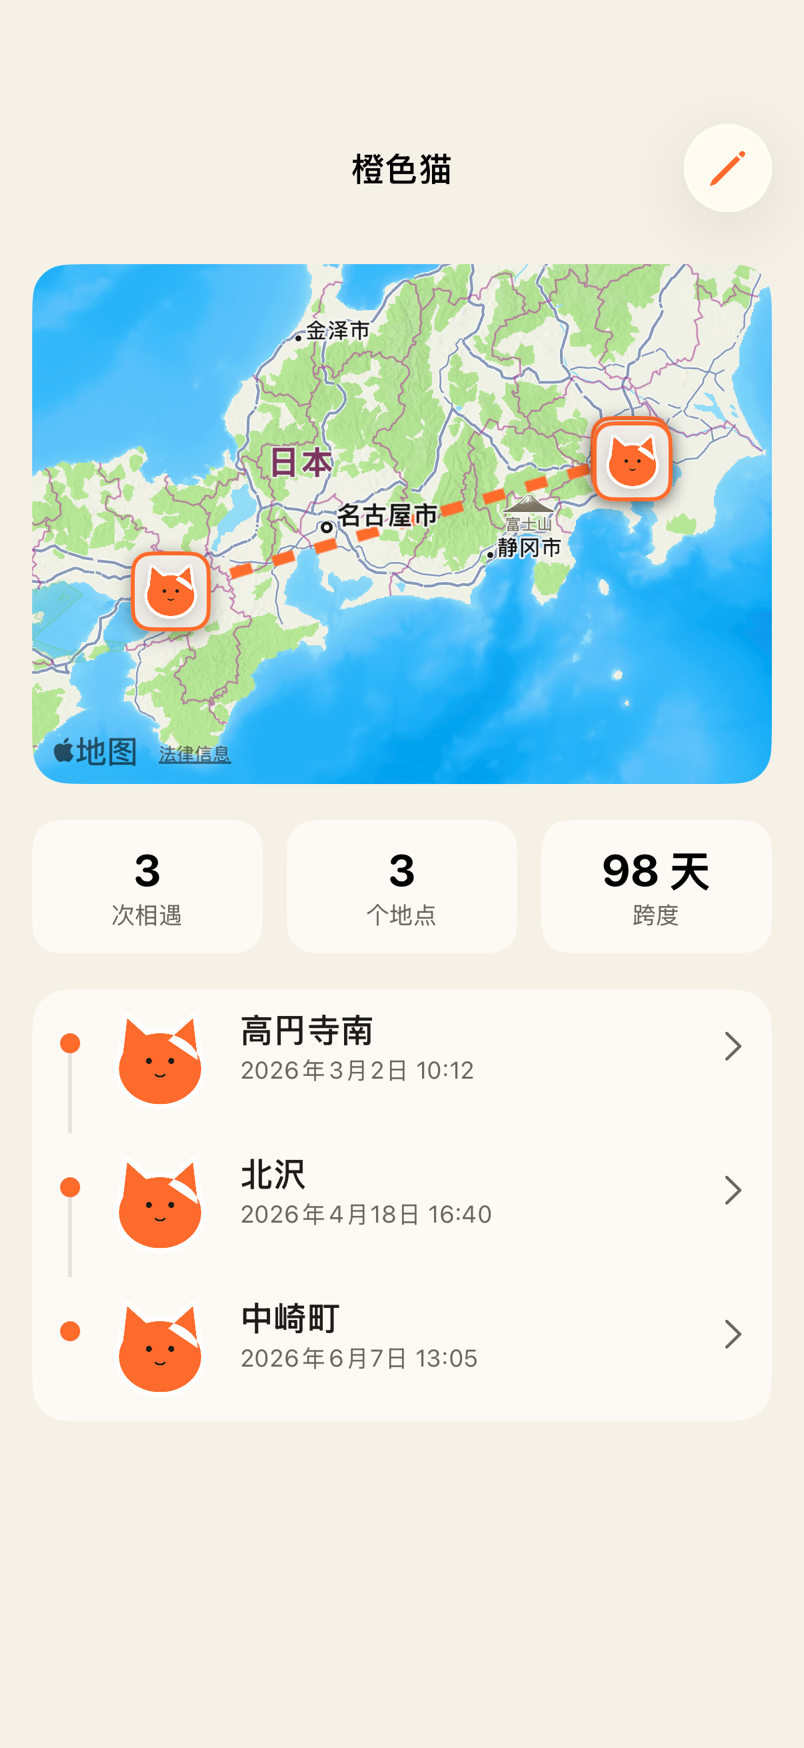 橙色猫
金泽市
日本
名古屋市
富士山
静冈市
地图 法律信息
3
次相遇
3
个地点
98 天
跨度
高円寺南
2026年3月2日 10:12
北沢
2026年4月18日 16:40
中崎町
2026年6月7日 13:05